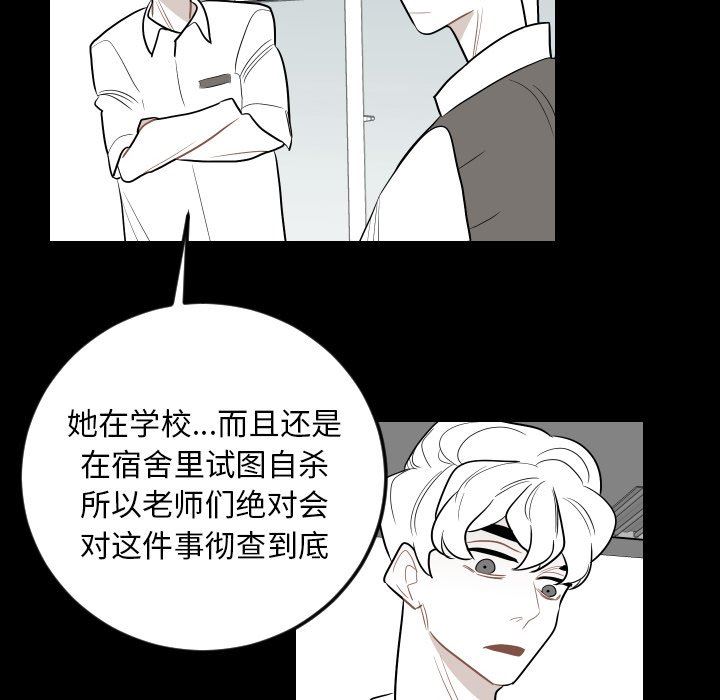 她在学校...而且还是
在宿舍里试图自杀
所以老师们绝对会
对这件事彻查到底